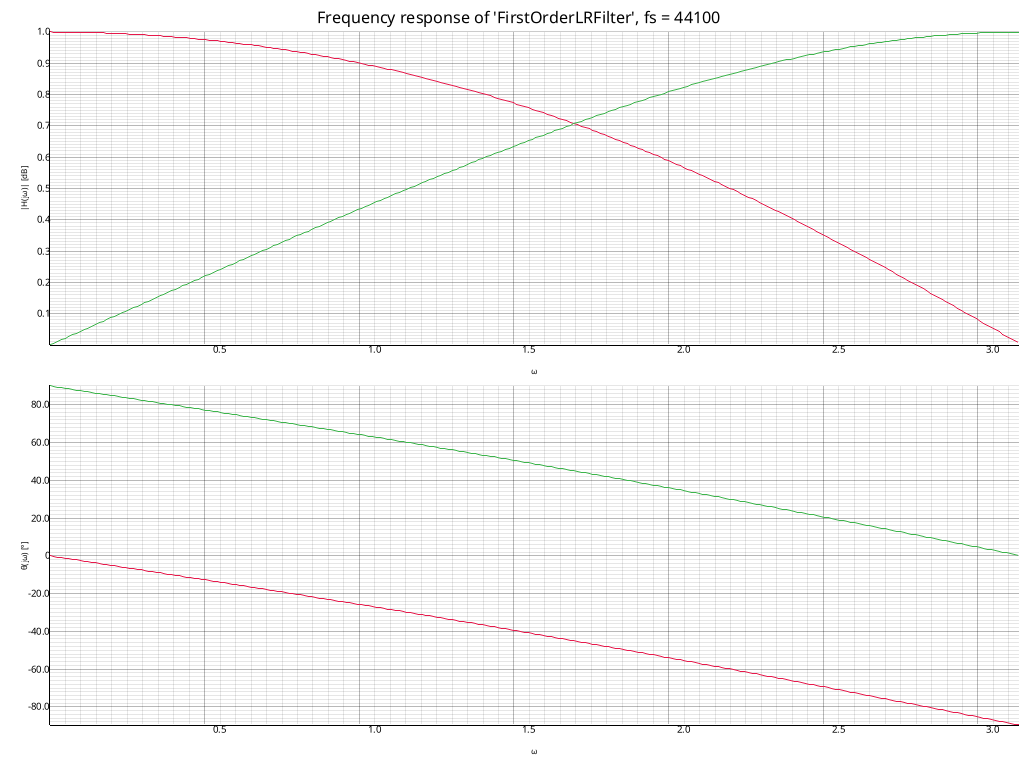 Frequency response of 'FirstOrderLRFilter', fs = 44100
1.0
0.9
0.8
0.7
0.6
0.5
0.4
0.3
0.2
0.1
|H(jω)| [dB]
0.5 1.0 1.5 2.0 2.5 3.0
ω
80.0
60.0
40.0
20.0
0
-20.0
-40.0
-60.0
-80.0
θ(jω) [°]
0.5 1.0 1.5 2.0 2.5 3.0
ω